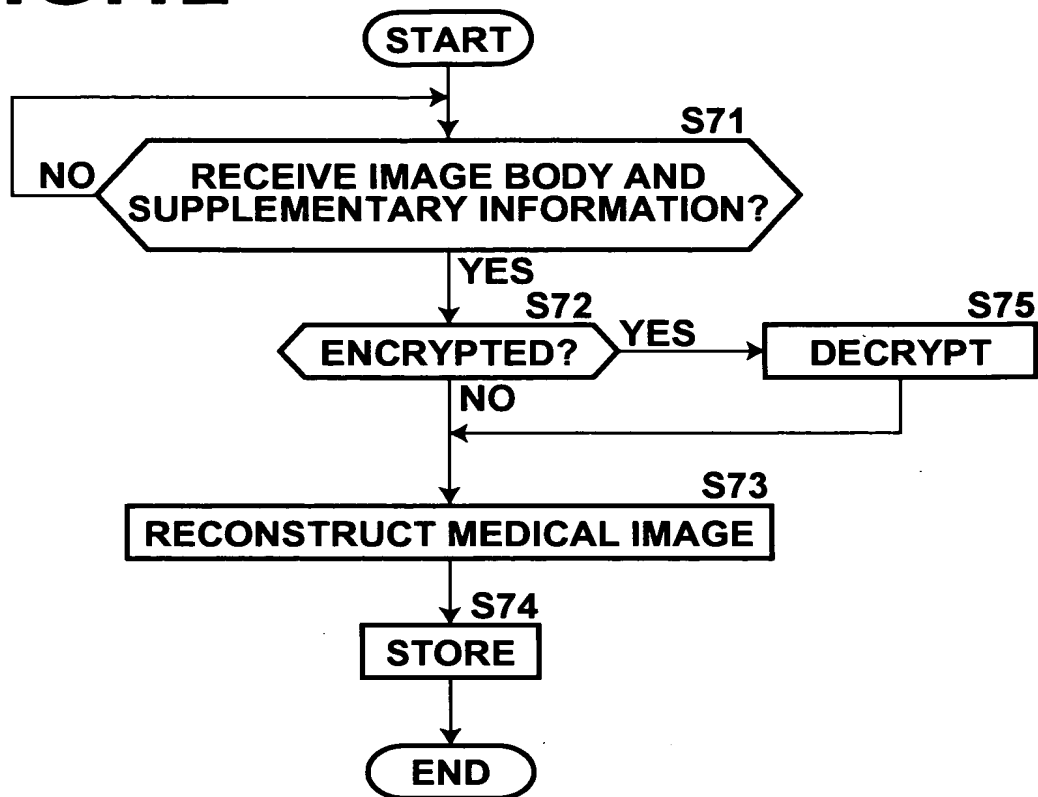 START
S71
NO
RECEIVE IMAGE BODY AND
SUPPLEMENTARY INFORMATION?
YES
S72
ENCRYPTED?
YES
S75
DECRYPT
NO
S73
RECONSTRUCT MEDICAL IMAGE
S74
STORE
END